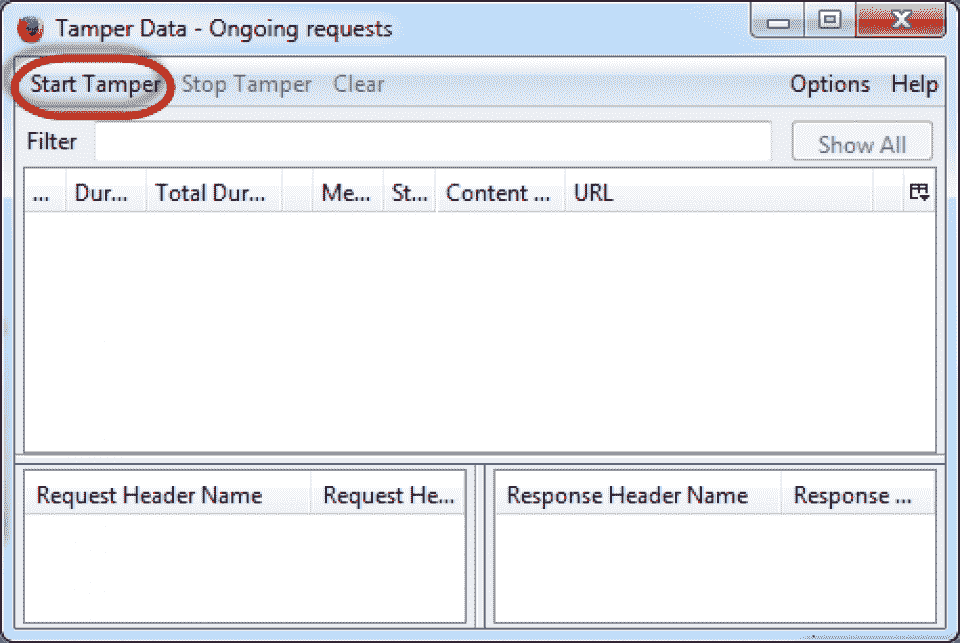 Tamper Data - Ongoing requests
Start Tamper Stop Tamper Clear Options Help
Filter Show All
... Dur... Total Dur... Me... St... Content ... URL
Request Header Name Request He... Response Header Name Response ...